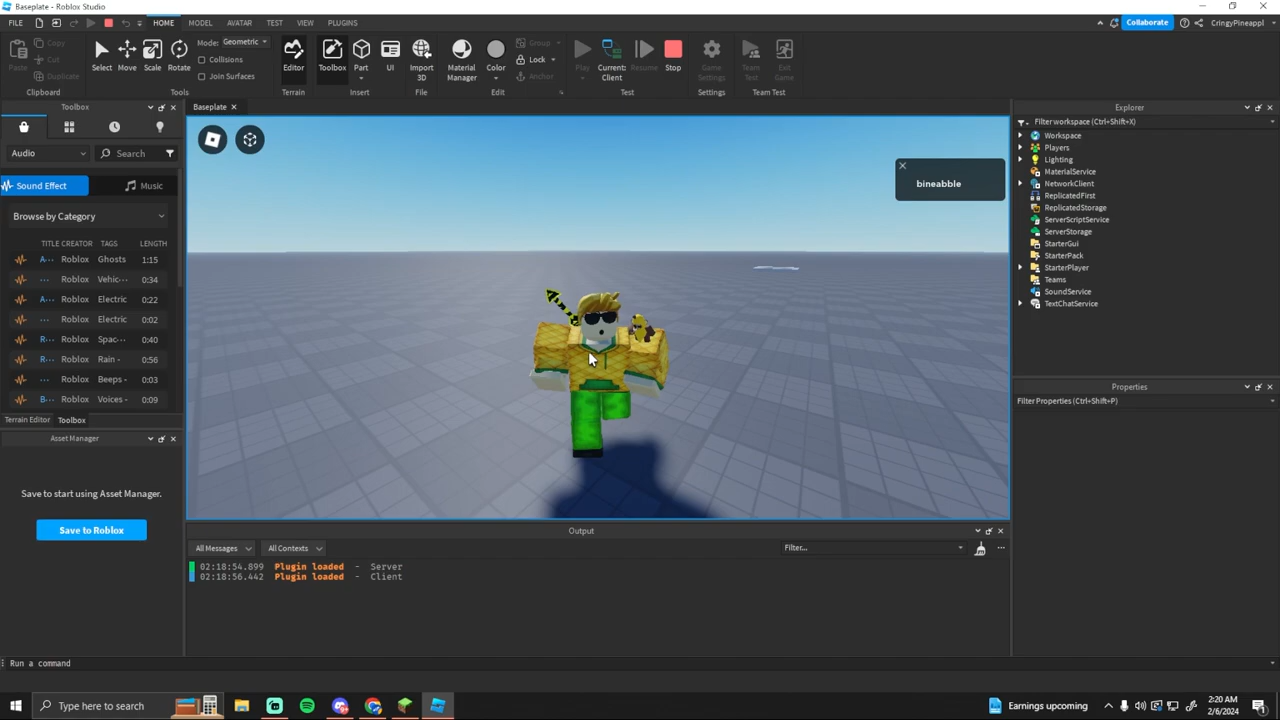 Baseplate - Roblox Studio
FILE HOME MODEL AVATAR TEST VIEW PLUGINS Collaborate CringyPineappl
Paste Copy Cut Duplicate Clipboard
Select Move Scale Rotate Tools
Mode: Geometric
Collisions
Join Surfaces
Editor Terrain
Toolbox Part UI Insert
Import 3D File
Material Manager Color Edit
Group Lock Anchor
Play Current: Client Resume Stop Test
Game Settings Settings
Team Test Exit Game Team Test
Toolbox
Audio Search
Sound Effect Music
Browse by Category
TITLE CREATOR TAGS LENGTH
A... Roblox Ghosts 1:15
... Roblox Vehic... 0:34
A... Roblox Electric 0:22
... Roblox Electric 0:02
R... Roblox Spac... 0:40
R... Roblox Rain - 0:56
... Roblox Beeps - 0:03
B... Roblox Voices - 0:09
Terrain Editor Toolbox
Asset Manager
Save to start using Asset Manager.
Save to Roblox
Baseplate
bineabble
Output
All Messages All Contexts Filter...
02:18:54.899 Plugin loaded - Server
02:18:56.442 Plugin loaded - Client
Explorer
Filter workspace (Ctrl+Shift+X)
Workspace
Players
Lighting
MaterialService
NetworkClient
ReplicatedFirst
ReplicatedStorage
ServerScriptService
ServerStorage
StarterGui
StarterPack
StarterPlayer
Teams
SoundService
TextChatService
Properties
Filter Properties (Ctrl+Shift+P)
Run a command
Type here to search
Earnings upcoming
2:20 AM
2/6/2024